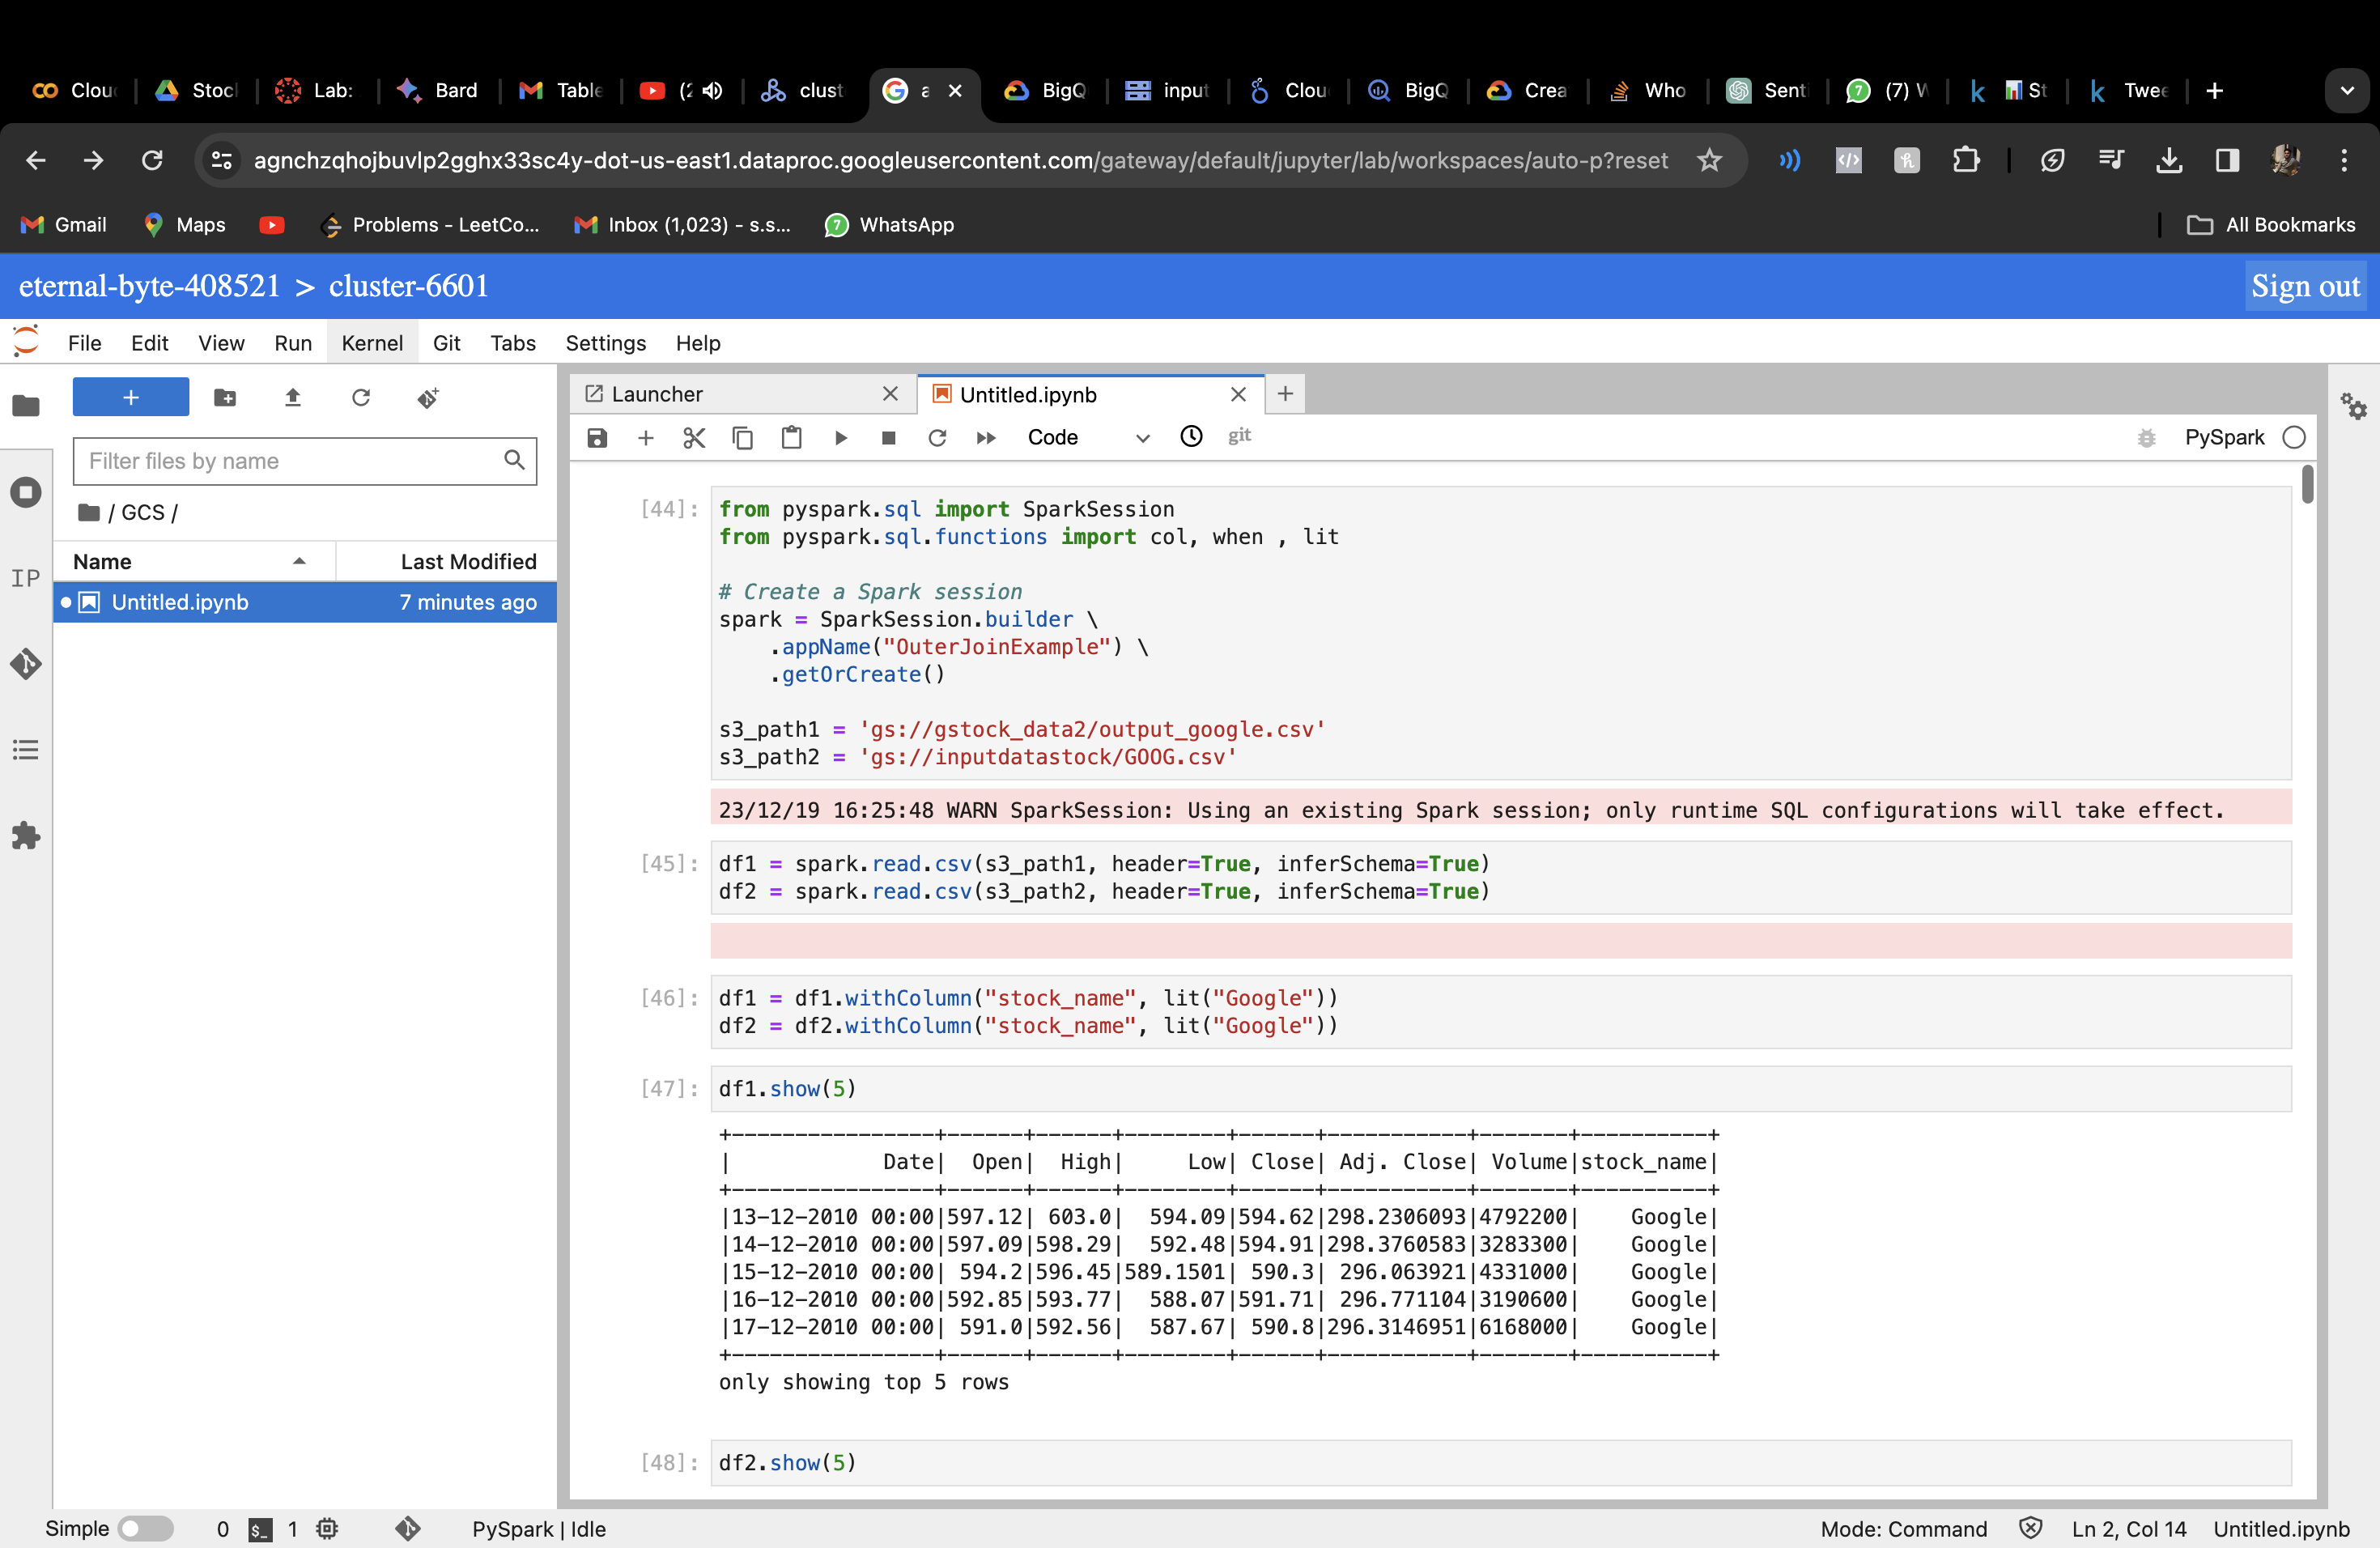 Clou
Stoc
Lab:
Bard
Table
(2
clust
a
BigQ
input
Clou
BigQ
Crea
Who
Senti
(7) W
St
Twee
agnchzqhojbuvlp2gghx33sc4y-dot-us-east1.dataproc.googleusercontent.com/gateway/default/jupyter/lab/workspaces/auto-p?reset
Gmail
Maps
Problems - LeetCo...
Inbox (1,023) - s.s...
7 WhatsApp
All Bookmarks
eternal-byte-408521 > cluster-6601
Sign out
File Edit View Run Kernel Git Tabs Settings Help
Launcher
Untitled.ipynb
Code
git
PySpark
Filter files by name
/ GCS /
Name
Last Modified
Untitled.ipynb
7 minutes ago
IP
[44]:
from pyspark.sql import SparkSession
from pyspark.sql.functions import col, when , lit
# Create a Spark session
spark = SparkSession.builder \
.appName("OuterJoinExample") \
.getOrCreate()
s3_path1 = 'gs://gstock_data2/output_google.csv'
s3_path2 = 'gs://inputdatastock/GOOG.csv'
23/12/19 16:25:48 WARN SparkSession: Using an existing Spark session; only runtime SQL configurations will take effect.
[45]:
df1 = spark.read.csv(s3_path1, header=True, inferSchema=True)
df2 = spark.read.csv(s3_path2, header=True, inferSchema=True)
[46]:
df1 = df1.withColumn("stock_name", lit("Google"))
df2 = df2.withColumn("stock_name", lit("Google"))
[47]:
df1.show(5)
+----------------+------+------+--------+------+-----------+-------+----------+
|            Date|  Open|  High|     Low| Close| Adj. Close| Volume|stock_name|
+----------------+------+------+--------+------+-----------+-------+----------+
|13-12-2010 00:00|597.12| 603.0|  594.09|594.62|298.2306093|4792200|    Google|
|14-12-2010 00:00|597.09|598.29|  592.48|594.91|298.3760583|3283300|    Google|
|15-12-2010 00:00| 594.2|596.45|589.1501| 590.3| 296.063921|4331000|    Google|
|16-12-2010 00:00|592.85|593.77|  588.07|591.71| 296.771104|3190600|    Google|
|17-12-2010 00:00| 591.0|592.56|  587.67| 590.8|296.3146951|6168000|    Google|
+----------------+------+------+--------+------+-----------+-------+----------+
only showing top 5 rows
[48]:
df2.show(5)
Simple
0
$_
1
PySpark | Idle
Mode: Command
Ln 2, Col 14
Untitled.ipynb